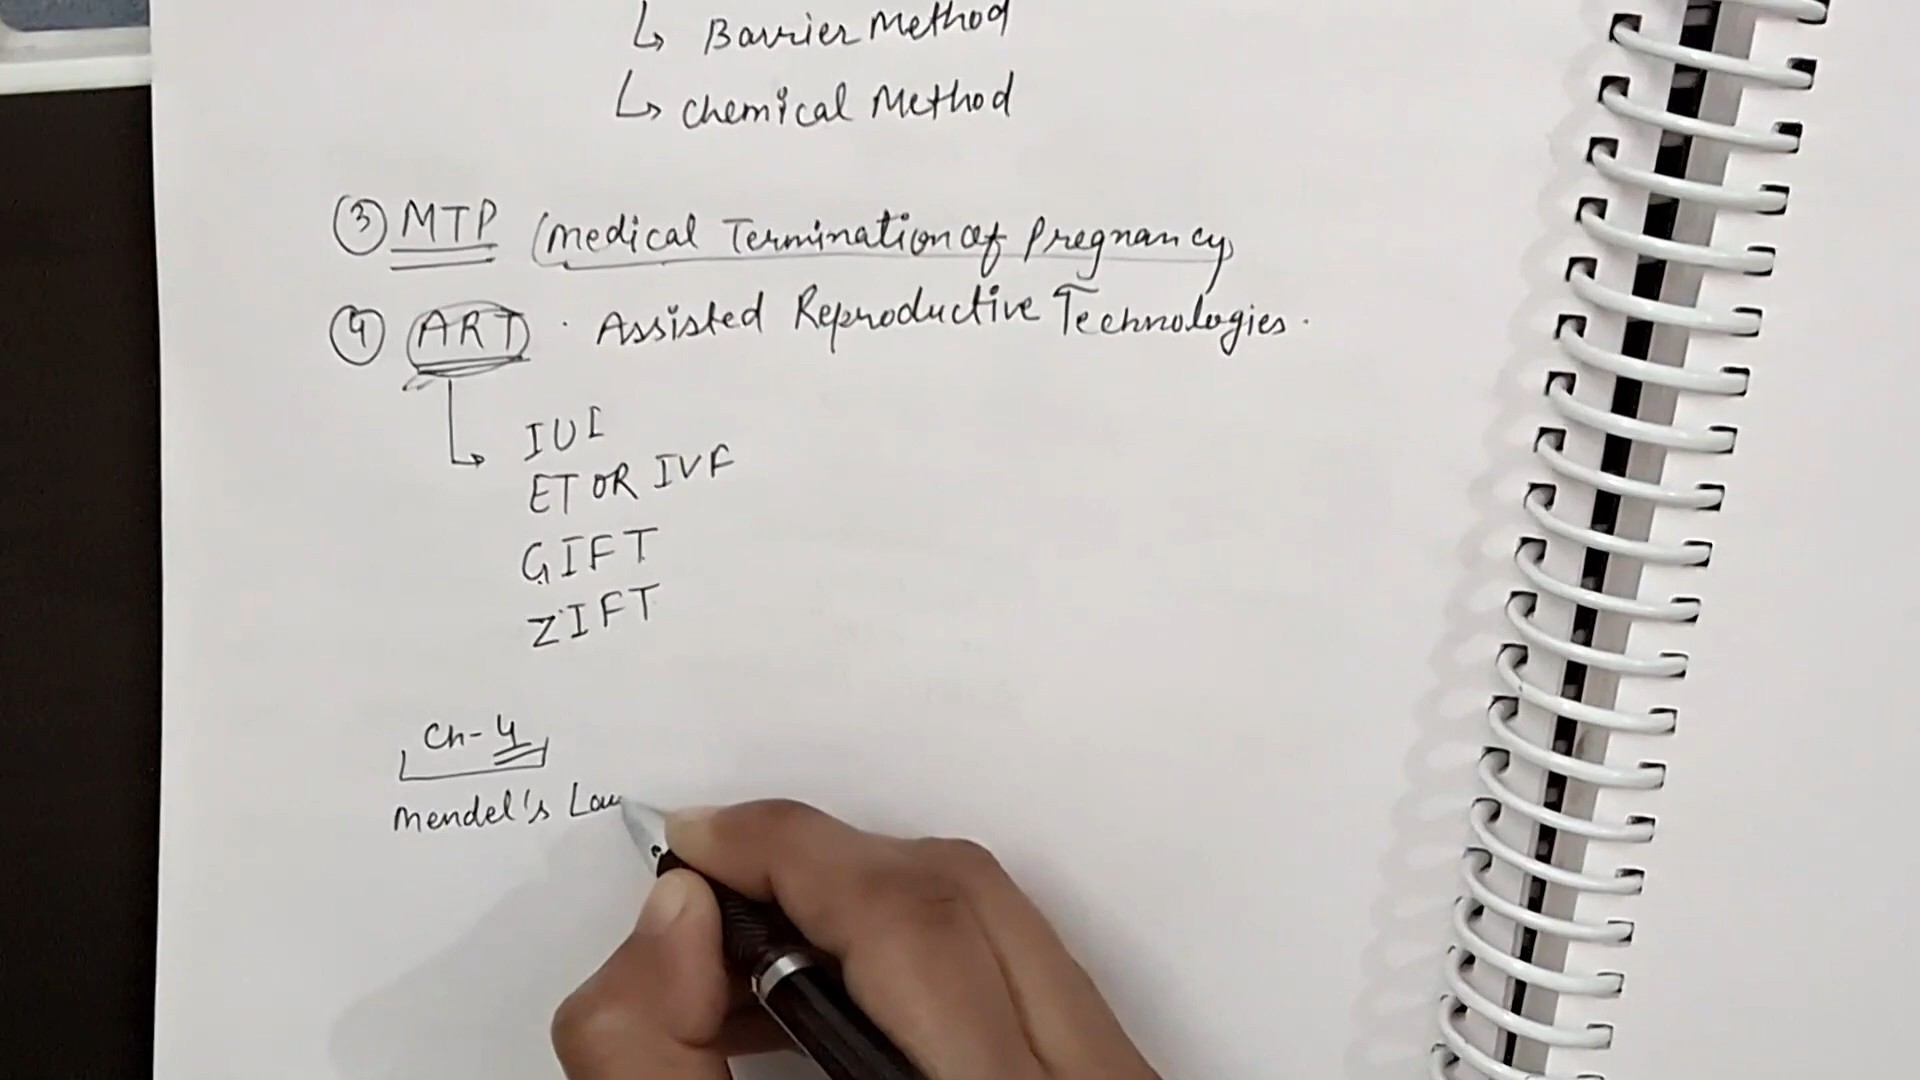 ↳ Barrier Method
↳ Chemical Method
③ MTP (Medical Termination of Pregnancy
④ ART . Assisted Reproductive Technologies.
↳ IUI
ET OR IVF
GIFT
ZIFT
Ch-4
Mendel's Law